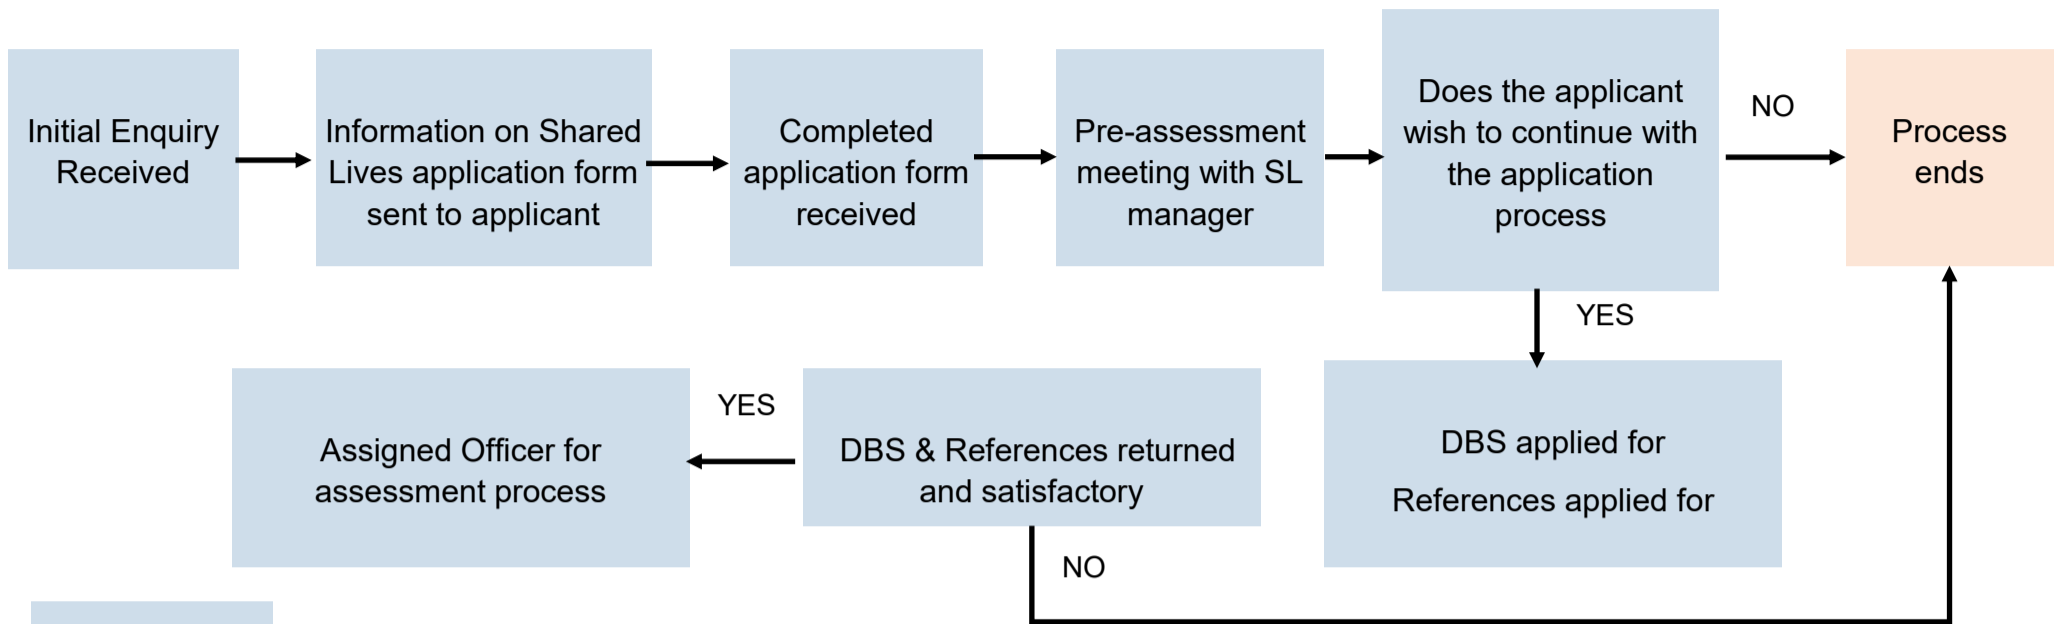 Initial Enquiry
Received
Information on Shared
Lives application form
sent to applicant
Completed
application form
received
Pre-assessment
meeting with SL
manager
Does the applicant
wish to continue with
the application
process
NO
Process
ends
YES
DBS applied for
References applied for
DBS & References returned
and satisfactory
YES
Assigned Officer for
assessment process
NO